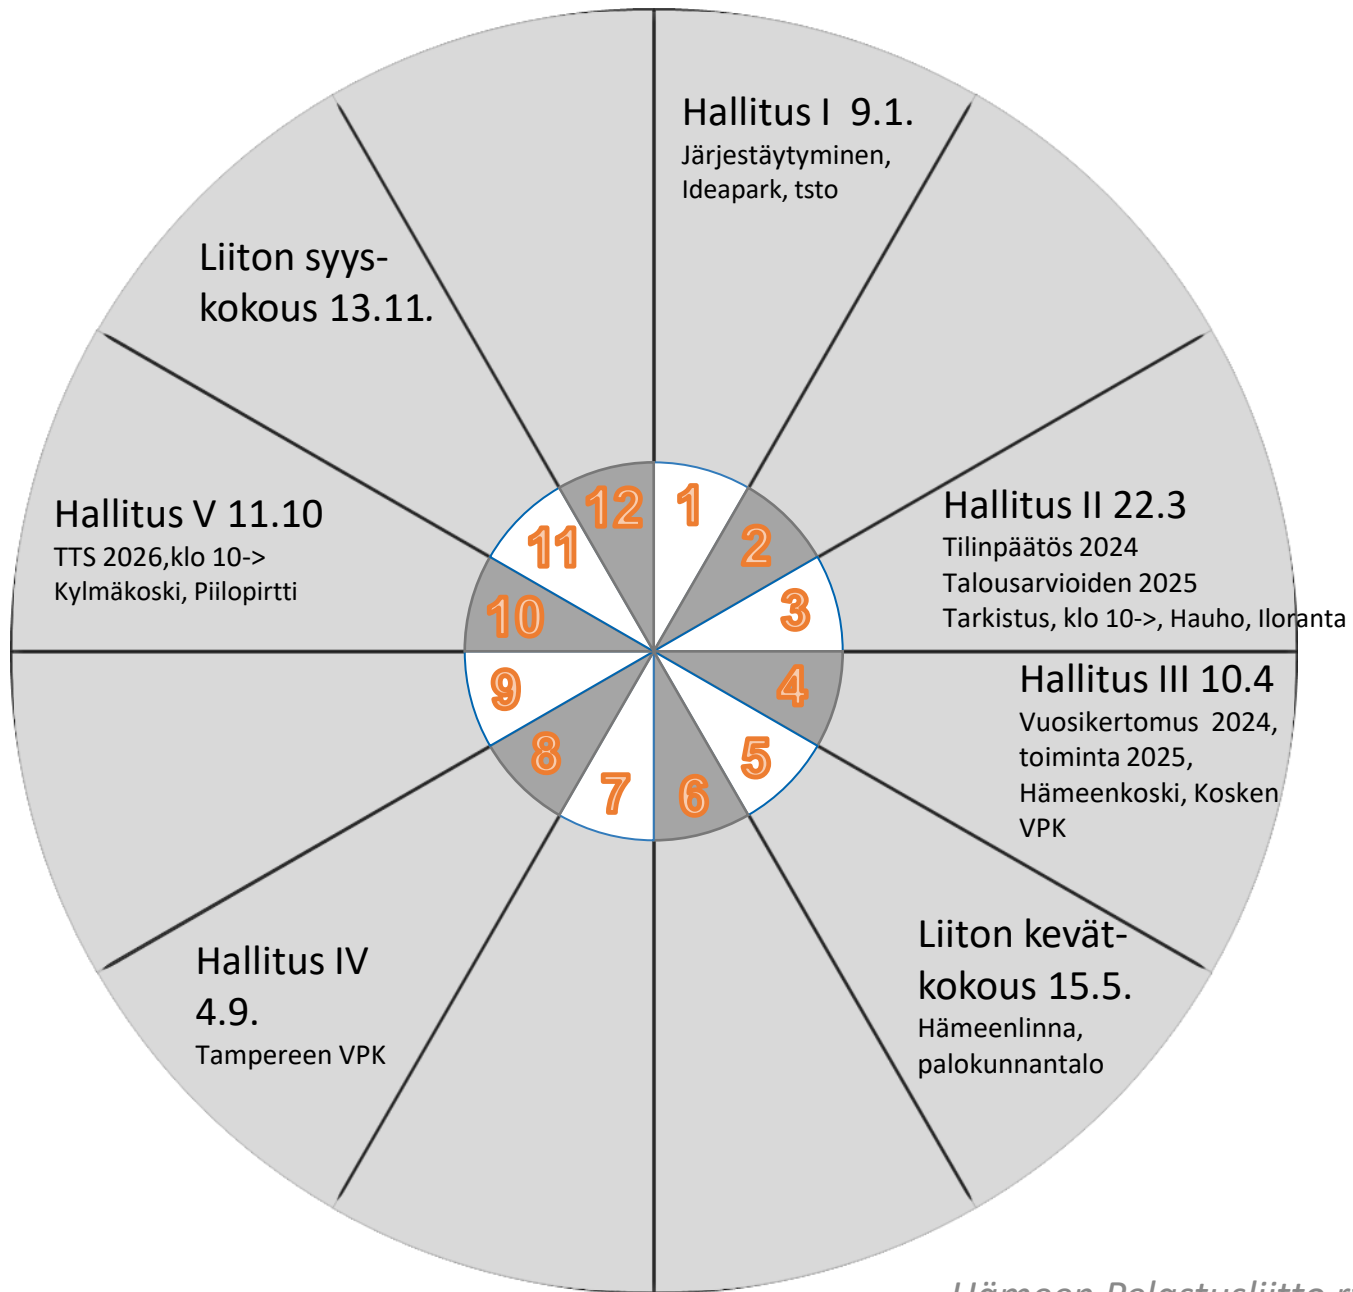 Hallitus I 9.1.
Järjestäytyminen,
Ideapark, tsto
Liiton syys-
kokous 13.11.
Hallitus V 11.10
TTS 2026,klo 10->
Kylmäkoski, Piilopirtti
Hallitus II 22.3
Tilinpäätös 2024
Talousarvioiden 2025
Tarkistus, klo 10->, Hauho, Iloranta
12
1
11
2
10
3
9
4
8
5
7
6
Hallitus III 10.4
Vuosikertomus 2024,
toiminta 2025,
Hämeenkoski, Kosken
VPK
Hallitus IV
4.9.
Tampereen VPK
Liiton kevät-
kokous 15.5.
Hämeenlinna,
palokunnantalo
Hämeen Pelastusliitto r